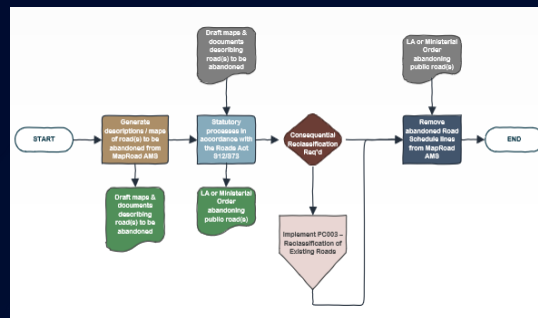 Draft maps &
documents
describing
road(s) to be
abandoned
LA or Ministerial
Order
abandoning
public road(s)
START
Generate
descriptions / maps
of road(s) to be
abandoned from
MapRoad AMS
Statutory
processes in
accordance with
the Roads Act
S12/S73
Consequential
Reclassification
Req'd
Remove
abandoned Road
Schedule lines
from MapRoad
AMS
END
Draft maps &
documents
describing
road(s) to be
abandoned
LA or Ministerial
Order abandoning
public road(s)
Implement PC003 –
Reclassification of
Existing Roads